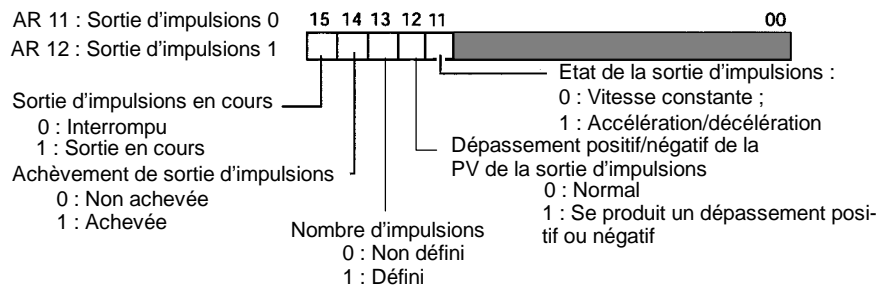 AR 11 : Sortie d'impulsions 0
AR 12 : Sortie d'impulsions 1
15 14 13 12 11 00
Etat de la sortie d'impulsions :
0 : Vitesse constante ;
1 : Accélération/décélération
Sortie d'impulsions en cours
0 : Interrompu
1 : Sortie en cours
Dépassement positif/négatif de la
PV de la sortie d'impulsions
0 : Normal
1 : Se produit un dépassement posi-
tif ou négatif
Achèvement de sortie d'impulsions
0 : Non achevée
1 : Achevée
Nombre d'impulsions
0 : Non défini
1 : Défini